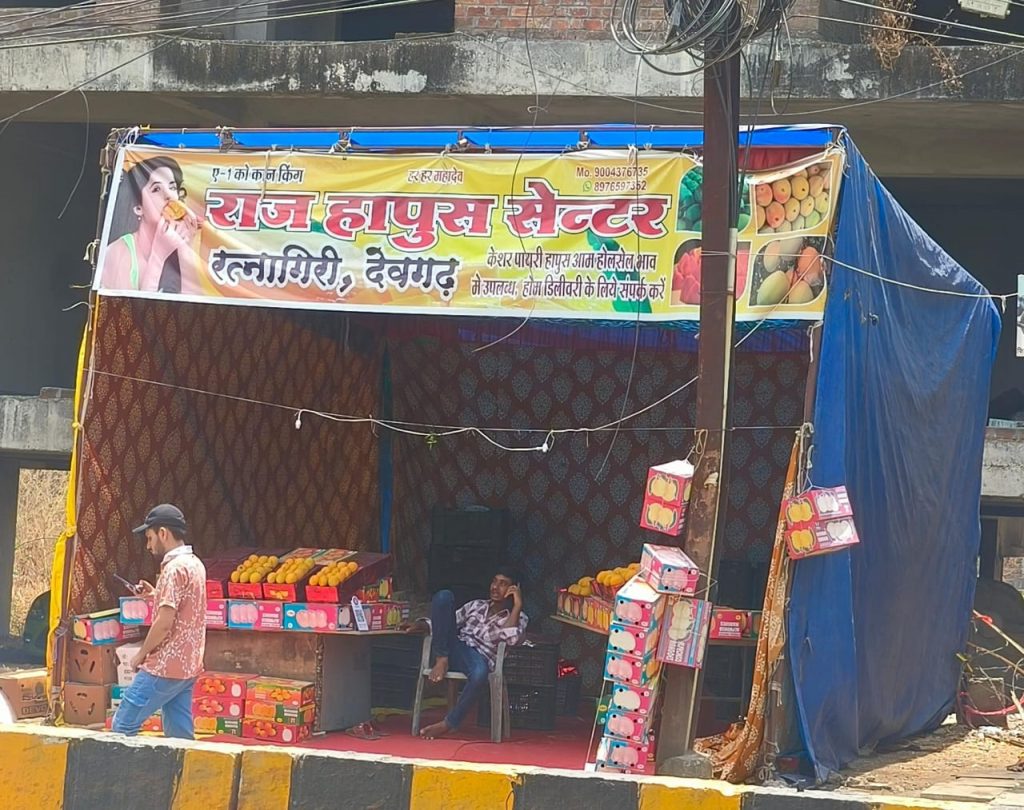 ए-1 कोकन किंग
हर हर महादेव
Mo. 9004376735
8976597352
राज हापुस सेन्टर
रत्नागिरी, देवगढ़
केशर पायरी हापुस आम होलसेल भाव
मे उपलब्ध, होम डिलीवरी के लिये संपर्क करें